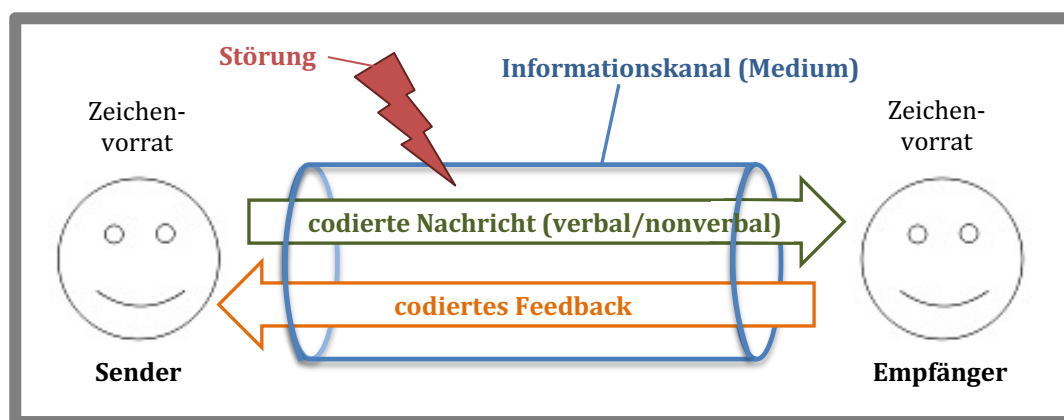 Störung
Informationskanal (Medium)
Zeichen-
vorrat
Zeichen-
vorrat
codierte Nachricht (verbal/nonverbal)
codiertes Feedback
Sender
Empfänger